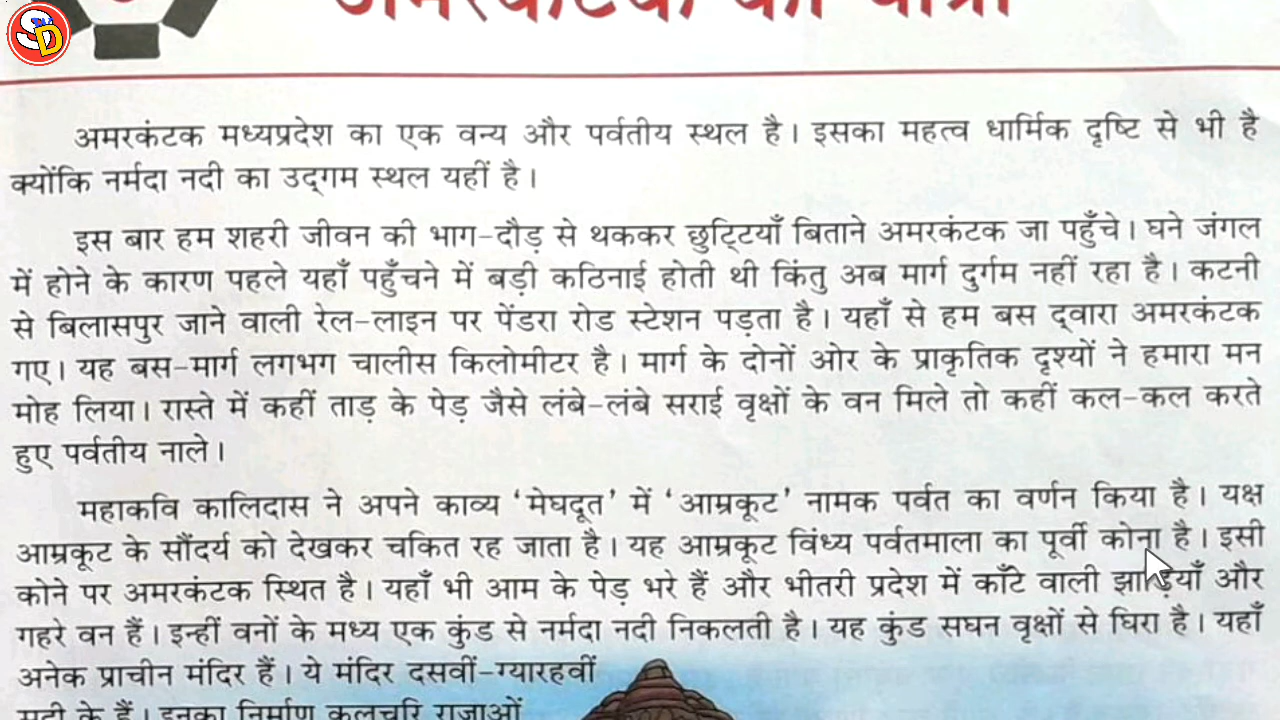 SD
अमरकंटक की यात्रा
अमरकंटक मध्यप्रदेश का एक वन्य और पर्वतीय स्थल है। इसका महत्व धार्मिक दृष्टि से भी है
क्योंकि नर्मदा नदी का उद्‌गम स्थल यहीं है।
इस बार हम शहरी जीवन की भाग-दौड़ से थककर छुट्‌टियाँ बिताने अमरकंटक जा पहुँचे। घने जंगल
में होने के कारण पहले यहाँ पहुँचने में बड़ी कठिनाई होती थी किंतु अब मार्ग दुर्गम नहीं रहा है। कटनी
से बिलासपुर जाने वाली रेल-लाइन पर पेंडरा रोड स्टेशन पड़ता है। यहाँ से हम बस द्‌वारा अमरकंटक
गए। यह बस-मार्ग लगभग चालीस किलोमीटर है। मार्ग के दोनों ओर के प्राकृतिक दृश्यों ने हमारा मन
मोह लिया। रास्ते में कहीं ताड़ के पेड़ जैसे लंबे-लंबे सराई वृक्षों के वन मिले तो कहीं कल-कल करते
हुए पर्वतीय नाले।
महाकवि कालिदास ने अपने काव्य 'मेघदूत' में 'आम्रकूट' नामक पर्वत का वर्णन किया है। यक्ष
आम्रकूट के सौंदर्य को देखकर चकित रह जाता है। यह आम्रकूट विंध्य पर्वतमाला का पूर्वी कोना है। इसी
कोने पर अमरकंटक स्थित है। यहाँ भी आम के पेड़ भरे हैं और भीतरी प्रदेश में काँटे वाली झाड़ियाँ और
गहरे वन हैं। इन्हीं वनों के मध्य एक कुंड से नर्मदा नदी निकलती है। यह कुंड सघन वृक्षों से घिरा है। यहाँ
अनेक प्राचीन मंदिर हैं। ये मंदिर दसवीं-ग्यारहवीं
सदी के हैं। इनका निर्माण कलचुरि राजाओं